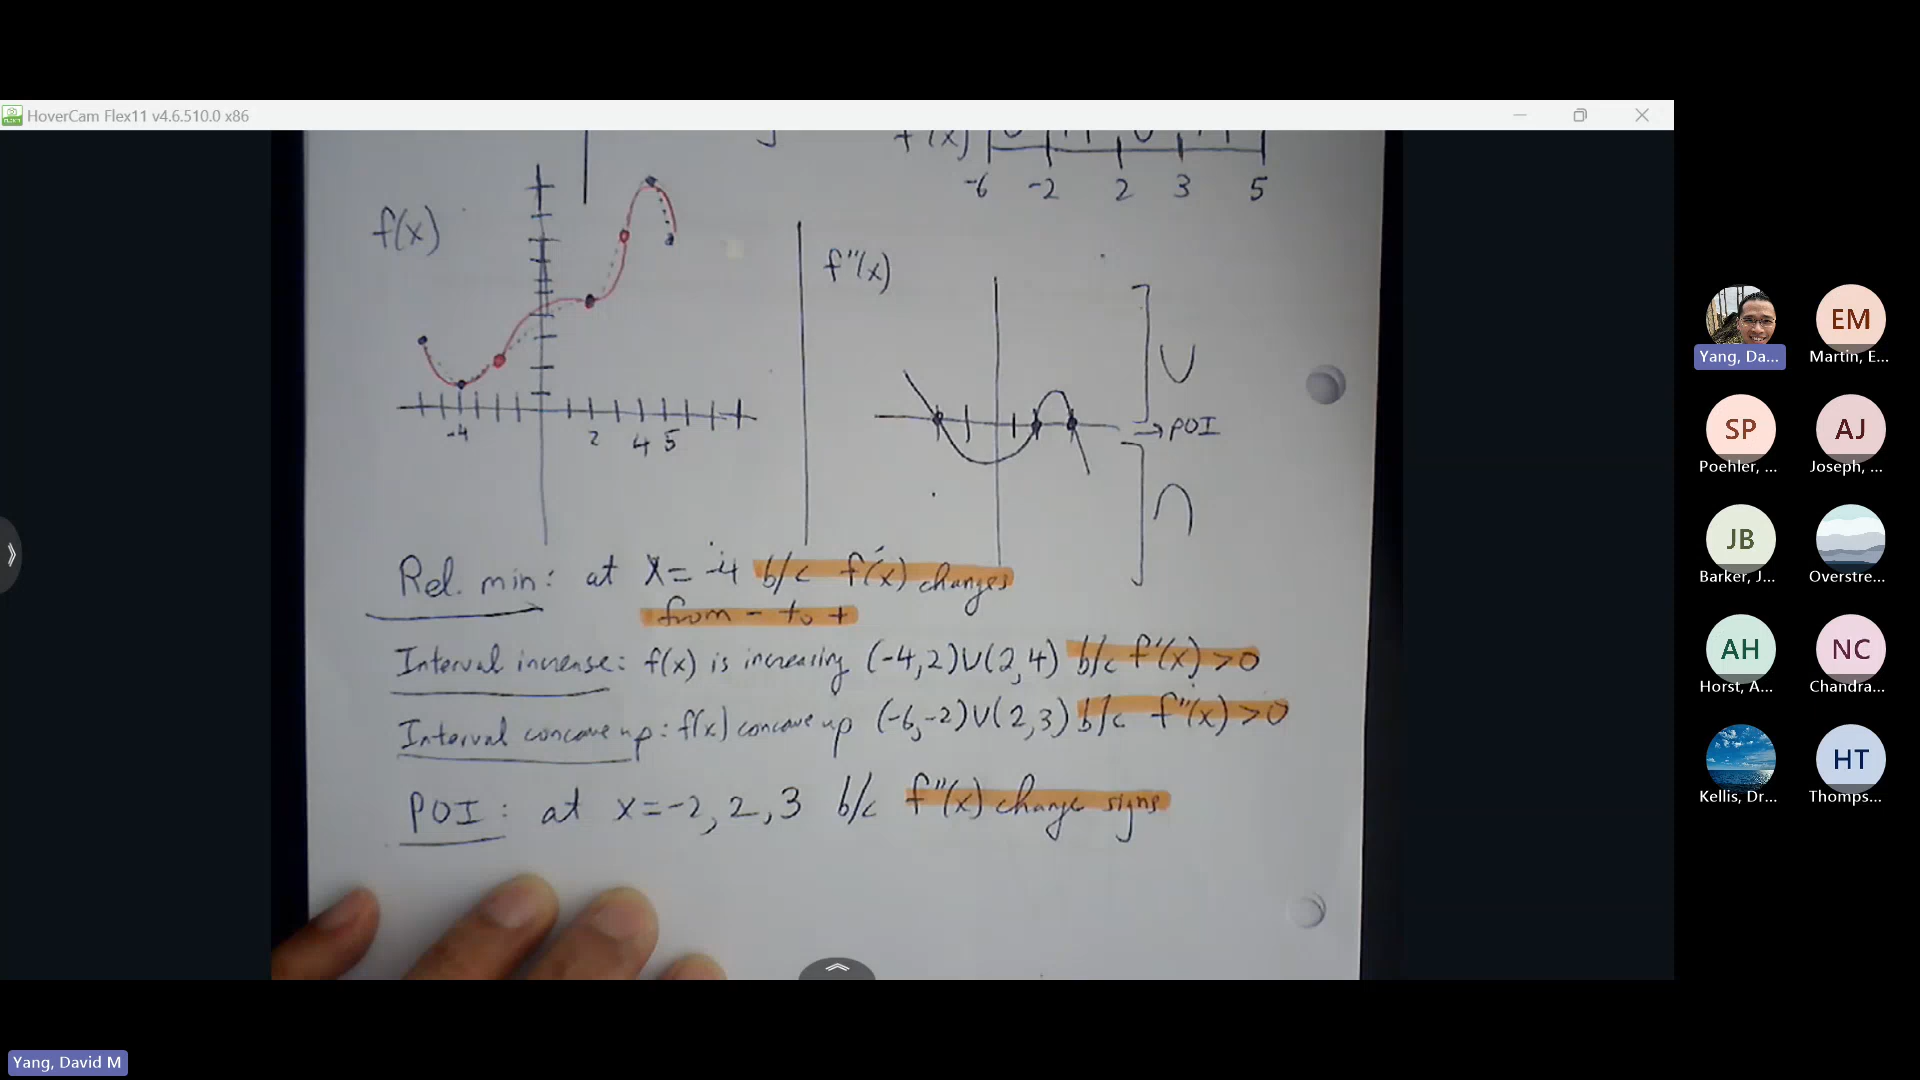 HoverCam Flex11 v4.6.510.0 x86
f'(x)
-6 -2 2 3 5
f(x)
f''(x)
-4 2 4 5
→ POI
Rel. min: at x = -4 b/c f'(x) changes
from - to +
Interval increase: f(x) is increasing (-4,2)U(2,4) b/c f'(x) >0
Interval concave up: f(x) concave up (-6,-2)U(2,3) b/c f''(x) >0
POI: at x=-2,2,3 b/c f''(x) change signs
Yang, Da...
EM
Martin, E...
SP
Poehler, ...
AJ
Joseph, ...
JB
Barker, J...
Overstre...
AH
Horst, A...
NC
Chandra...
Kellis, Dr...
HT
Thomps...
Yang, David M